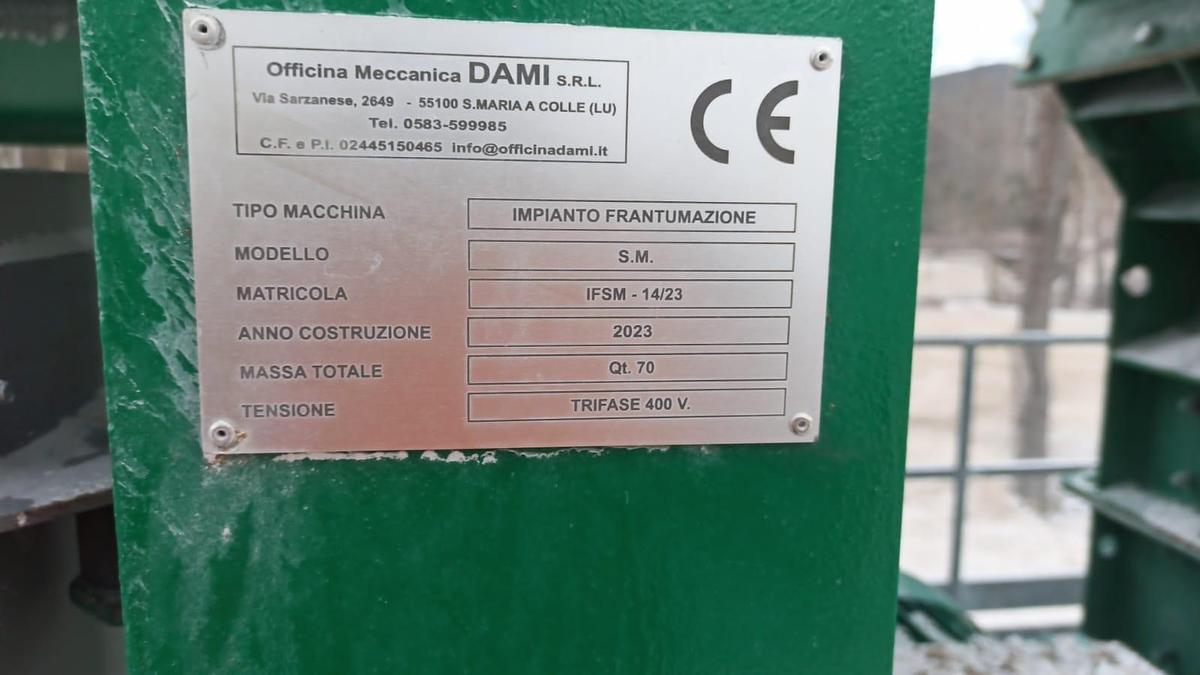 Officina Meccanica DAMI S.R.L.
Via Sarzanese, 2649 - 55100 S.MARIA A COLLE (LU)
Tel. 0583-599985
C.F. e P.I. 02445150465 info@officinadami.it
CE
TIPO MACCHINA IMPIANTO FRANTUMAZIONE
MODELLO S.M.
MATRICOLA IFSM - 14/23
ANNO COSTRUZIONE 2023
MASSA TOTALE Qt. 70
TENSIONE TRIFASE 400 V.